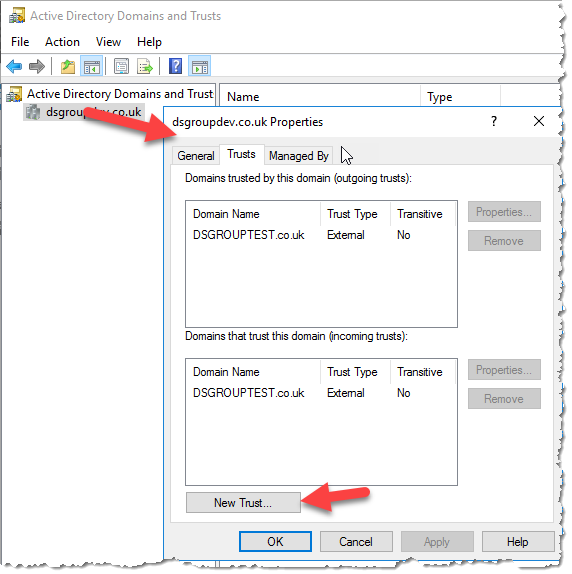 Active Directory Domains and Trusts
File Action View Help
Active Directory Domains and Trust
Name Type
dsgroupdev.co.uk
dsgroupdev.co.uk Properties
? ×
General Trusts Managed By
Domains trusted by this domain (outgoing trusts):
Domain Name Trust Type Transitive
DSGROUPTEST.co.uk External No
Properties...
Remove
Domains that trust this domain (incoming trusts):
Domain Name Trust Type Transitive
DSGROUPTEST.co.uk External No
Properties...
Remove
New Trust...
OK Cancel Apply Help